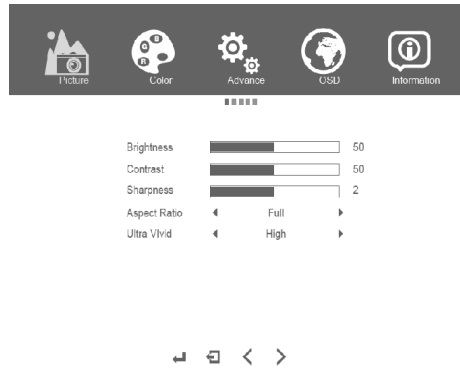 Picture Color Advance OSD Information
Brightness 50
Contrast 50
Sharpness 2
Aspect Ratio Full
Ultra Vivid High